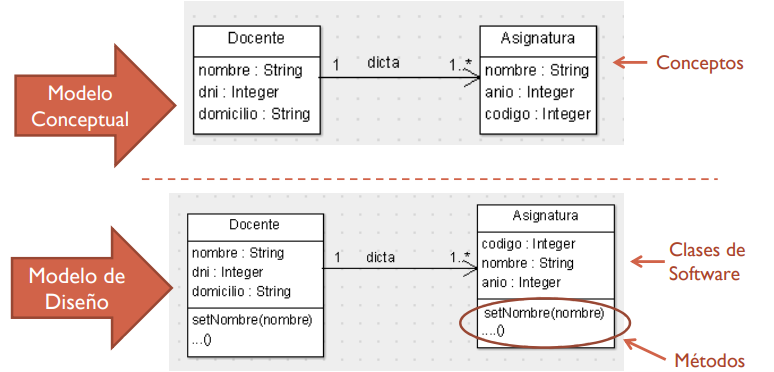 Modelo
Conceptual
Docente
nombre : String
dni : Integer
domicilio : String
1 dicta 1..*
Asignatura
nombre : String
anio : Integer
codigo : Integer
Conceptos
Modelo de
Diseño
Docente
nombre : String
dni : Integer
domicilio : String
setNombre(nombre)
...()
1 dicta 1..*
Asignatura
codigo : Integer
nombre : String
anio : Integer
setNombre(nombre)
....()
Clases de
Software
Métodos